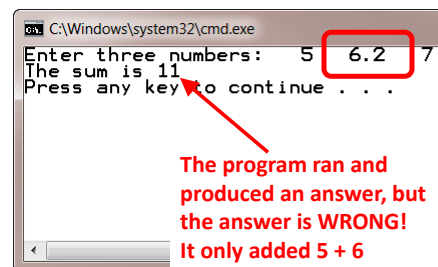 C:\Windows\system32\cmd.exe
Enter three numbers: 5 6.2 7
The sum is 11
Press any key to continue . . .
The program ran and
produced an answer, but
the answer is WRONG!
It only added 5 + 6